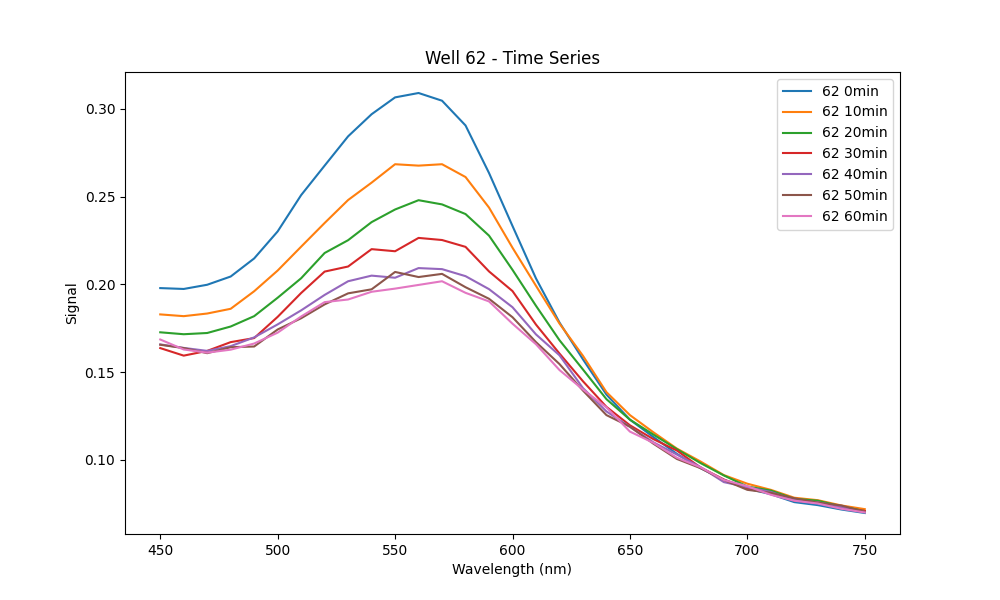 Well 62 - Time Series
Signal
0.30
0.25
0.20
0.15
0.10
450
500
550
600
650
700
750
Wavelength (nm)
62 0min
62 10min
62 20min
62 30min
62 40min
62 50min
62 60min